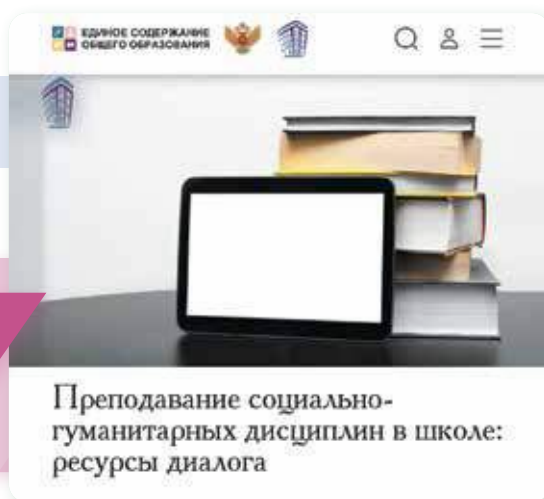 ЕДИНОЕ СОДЕРЖАНИЕ
ОБЩЕГО ОБРАЗОВАНИЯ
Преподавание социально-
гуманитарных дисциплин в школе:
ресурсы диалога